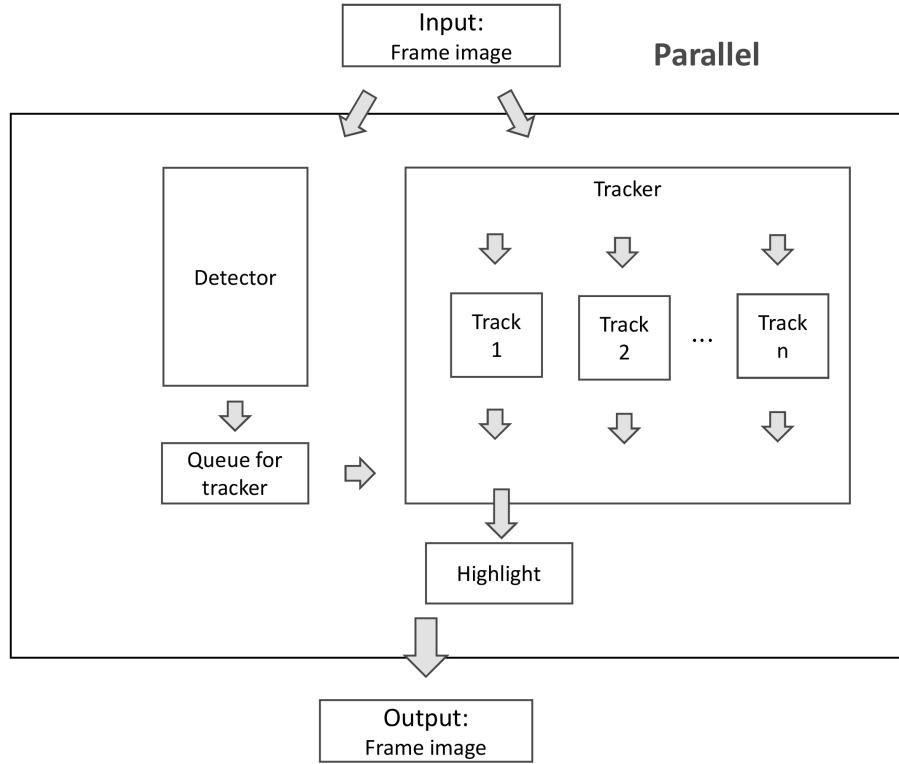 Input:
Frame image
Parallel
Tracker
Detector
Track
1
Track
2
...
Track
n
Queue for
tracker
Highlight
Output:
Frame image